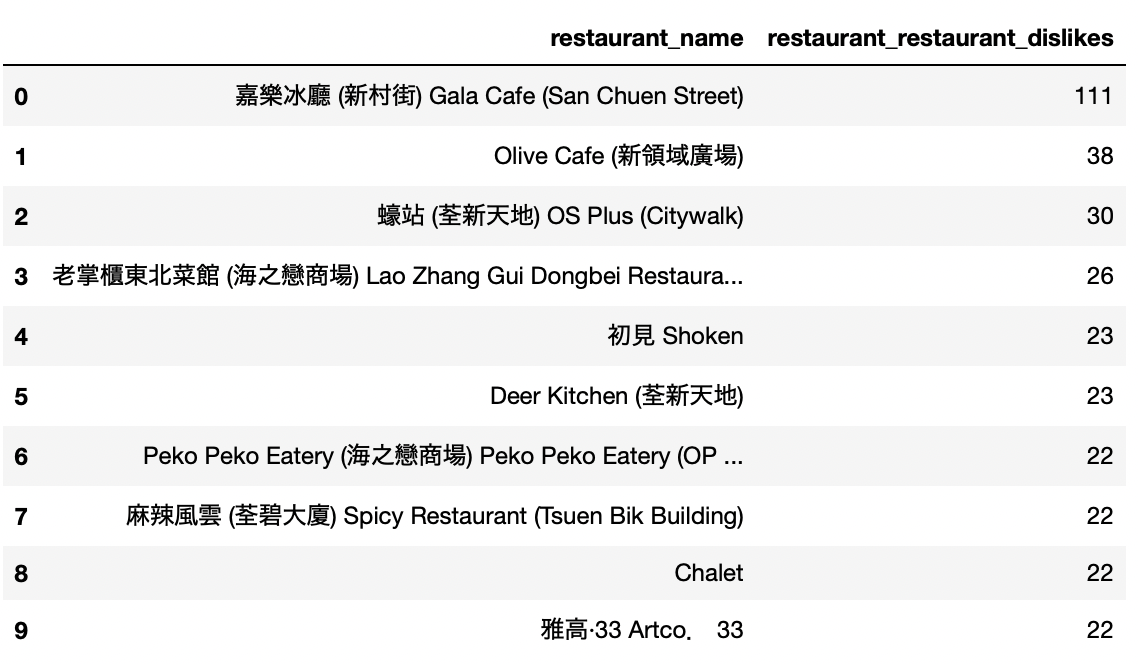 restaurant_name restaurant_restaurant_dislikes
0 嘉樂冰廳 (新村街) Gala Cafe (San Chuen Street) 111
1 Olive Cafe (新領域廣場) 38
2 蠔站 (荃新天地) OS Plus (Citywalk) 30
3 老掌櫃東北菜館 (海之戀商場) Lao Zhang Gui Dongbei Restaura... 26
4 初見 Shoken 23
5 Deer Kitchen (荃新天地) 23
6 Peko Peko Eatery (海之戀商場) Peko Peko Eatery (OP ... 22
7 麻辣風雲 (荃碧大廈) Spicy Restaurant (Tsuen Bik Building) 22
8 Chalet 22
9 雅高·33 Artco． 33 22